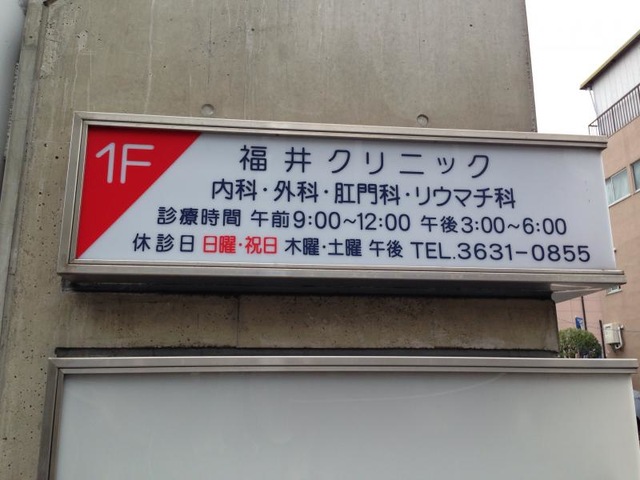 1F
福井クリニック
内科・外科・肛門科・リウマチ科
診療時間 午前9:00~12:00 午後3:00~6:00
休診日 日曜・祝日 木曜・土曜 午後 TEL.3631-0855